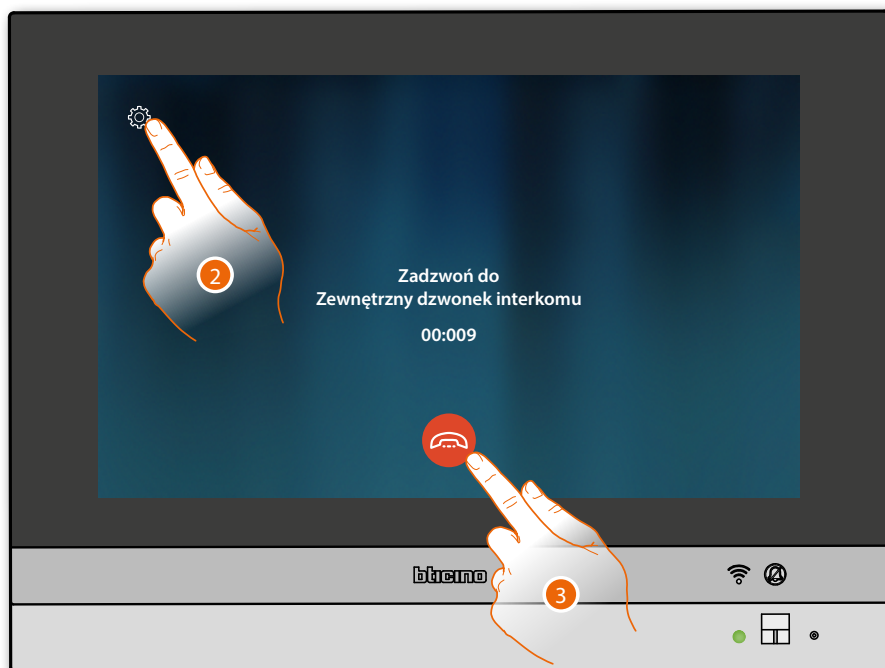 2
Zadzwoń do
Zewnętrzny dzwonek interkomu
00:009
bticino
3